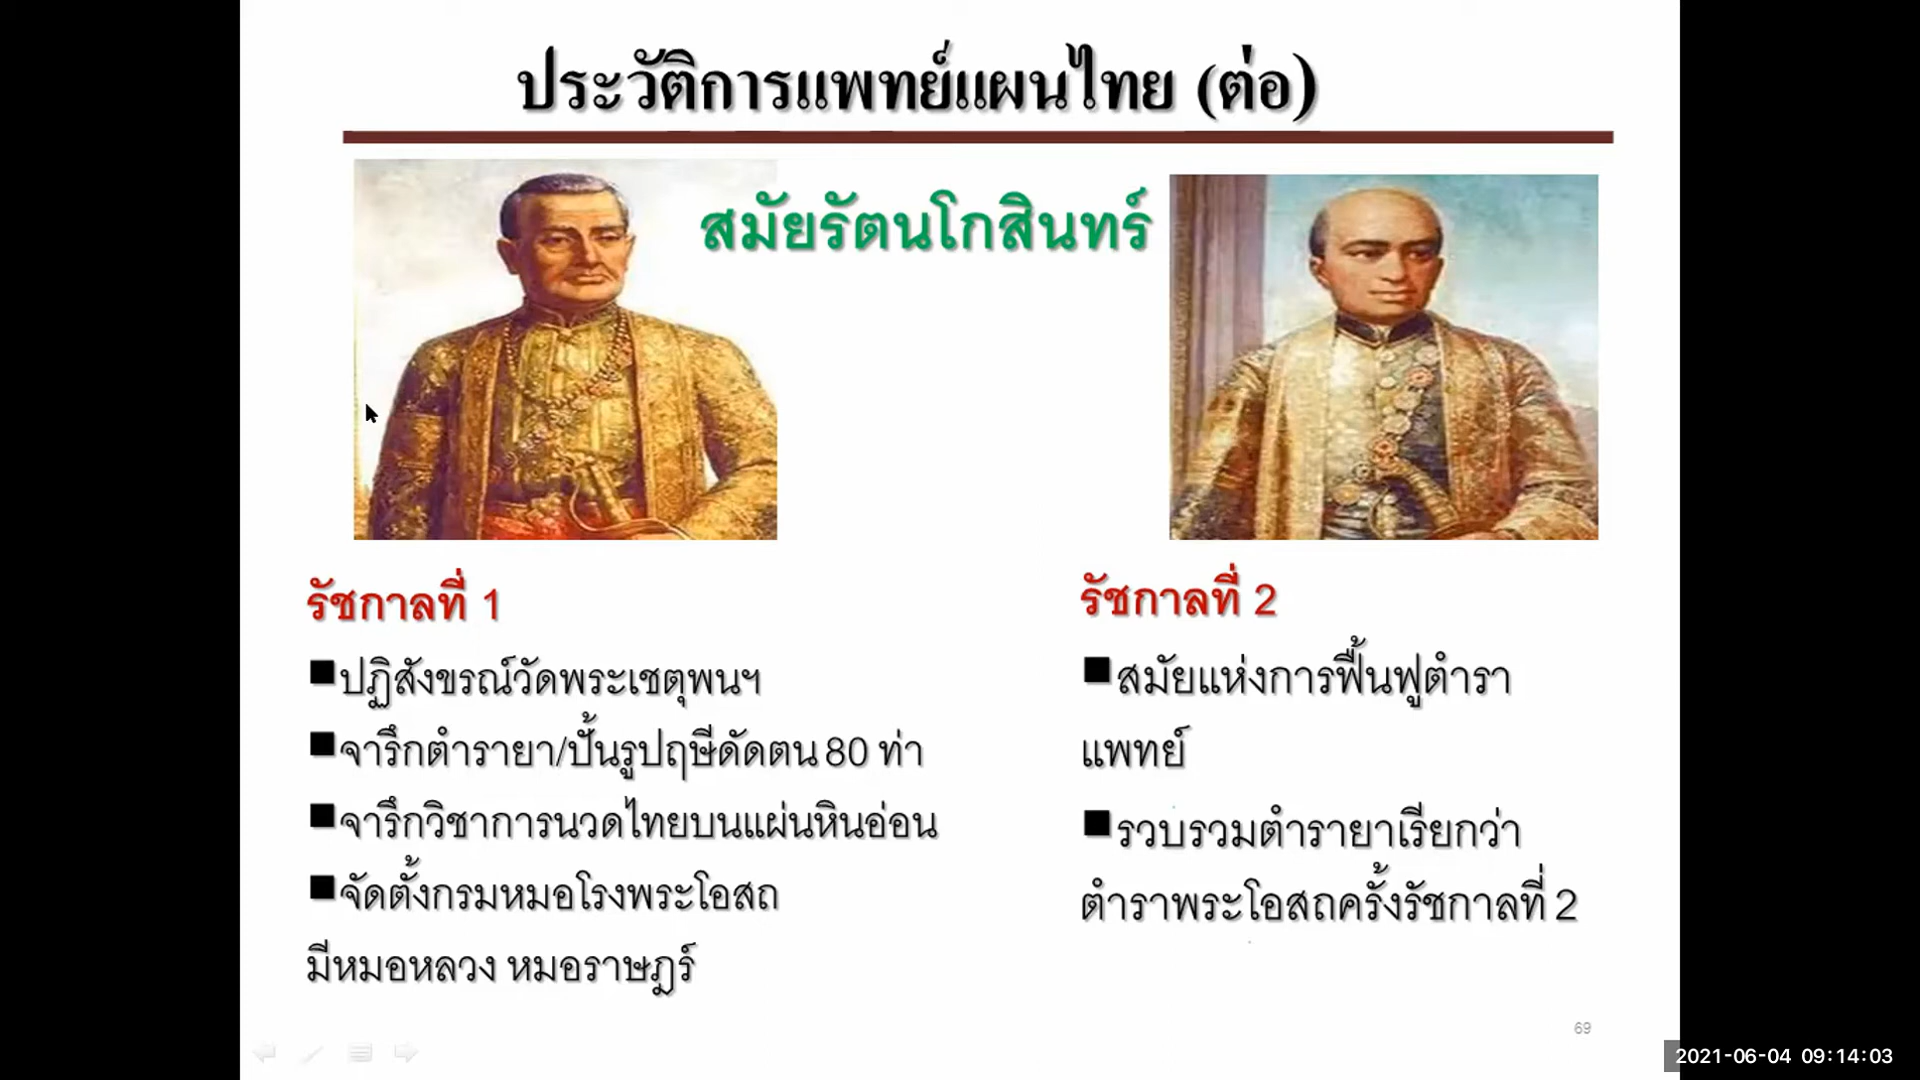 ประวัติการแพทย์แผนไทย (ต่อ)
สมัยรัตนโกสินทร์
รัชกาลที่ 1
ปฏิสังขรณ์วัดพระเชตุพนฯ
จารึกตำรายา/ปั้นรูปฤษีดัดตน 80 ท่า
จารึกวิชาการนวดไทยบนแผ่นหินอ่อน
จัดตั้งกรมหมอโรงพระโอสถ
มีหมอหลวง หมอราษฎร์
รัชกาลที่ 2
สมัยแห่งการฟื้นฟูตำรา
แพทย์
รวบรวมตำรายาเรียกว่า
ตำราพระโอสถครั้งรัชกาลที่ 2
69
2021-06-04 09:14:03